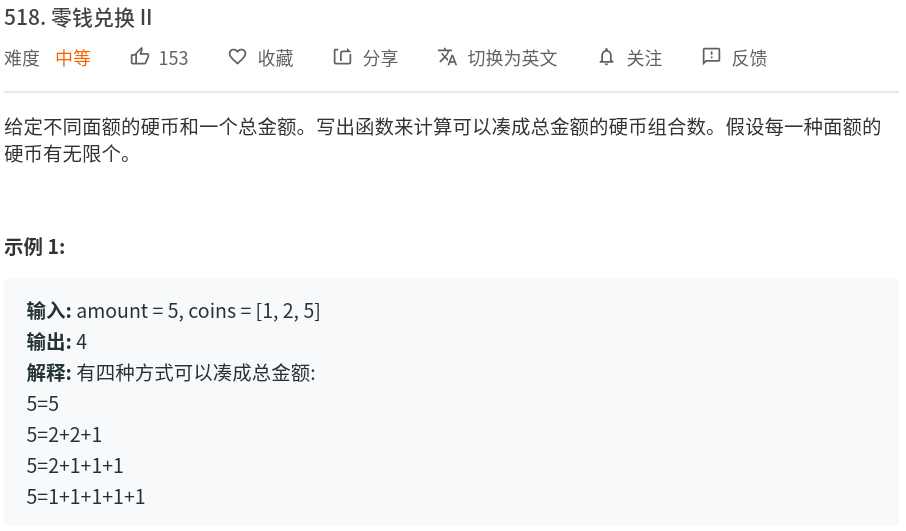 518. 零钱兑换 II
难度 中等 153 收藏 分享 切换为英文 关注 反馈
给定不同面额的硬币和一个总金额。写出函数来计算可以凑成总金额的硬币组合数。假设每一种面额的
硬币有无限个。
示例 1:
输入: amount = 5, coins = [1, 2, 5]
输出: 4
解释: 有四种方式可以凑成总金额:
5=5
5=2+2+1
5=2+1+1+1
5=1+1+1+1+1